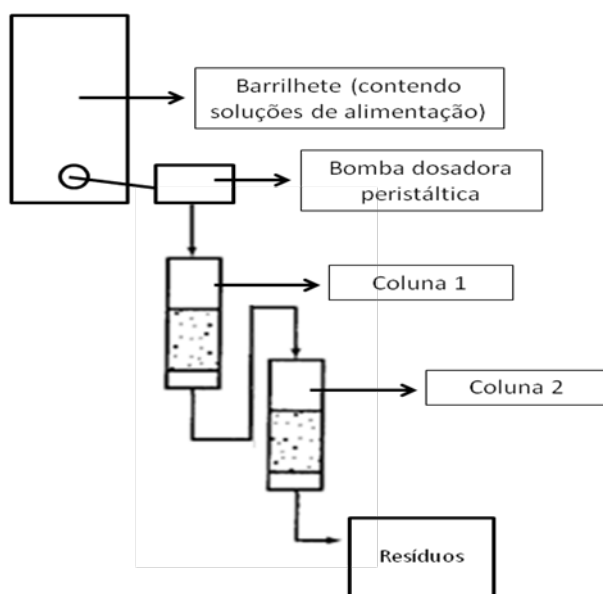 Barrilhete (contendo
soluções de alimentação)
Bomba dosadora
peristáltica
Coluna 1
Coluna 2
Resíduos